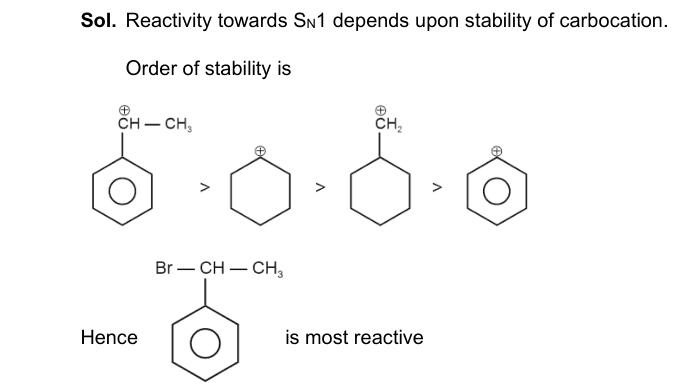 Sol. Reactivity towards SN1 depends upon stability of carbocation.
Order of stability is
⊕ ⊕
CH — CH₃ CH₂
⊕ ⊕
> > >
Br — CH — CH₃
Hence is most reactive